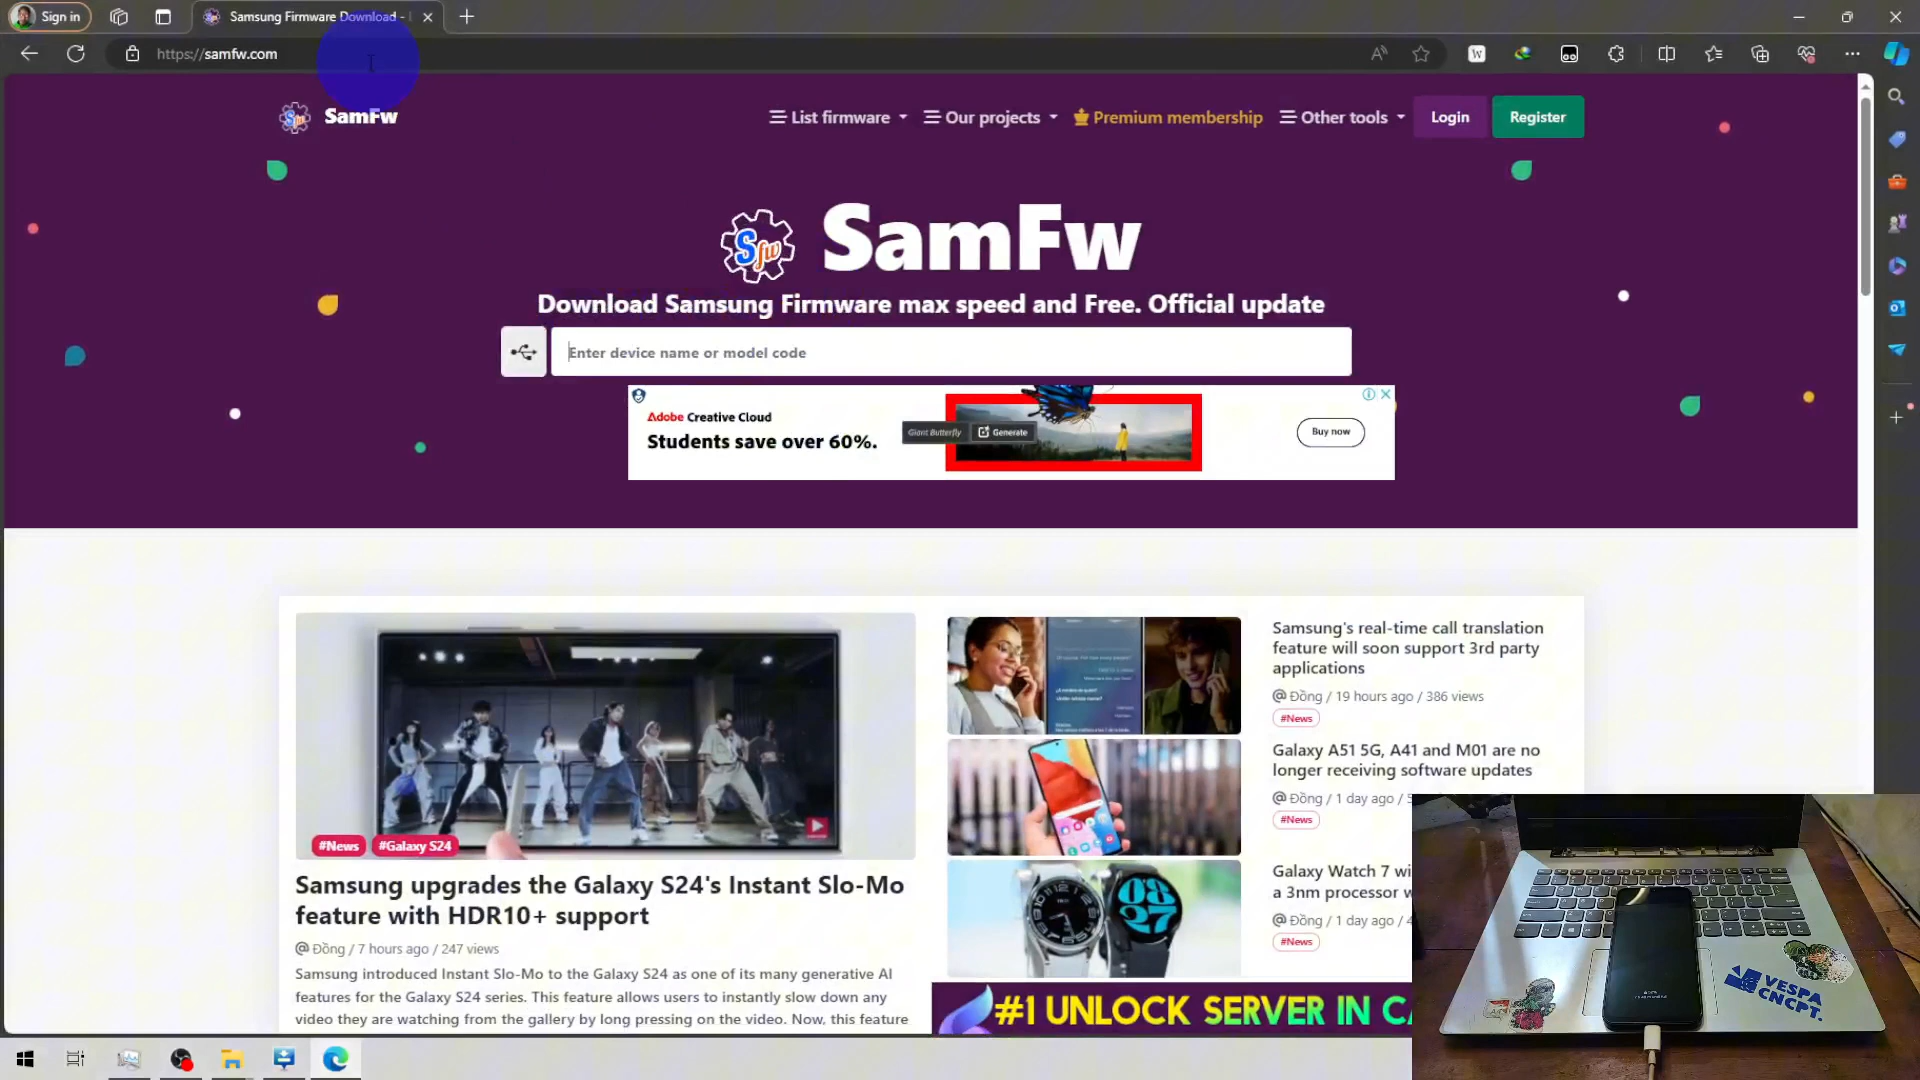 Sign in
Samsung Firmware Download -
https://samfw.com
SamFw
List firmware
Our projects
Premium membership
Other tools
Login
Register
Sfw
SamFw
Download Samsung Firmware max speed and Free. Official update
Enter device name or model code
Adobe Creative Cloud
Students save over 60%.
Giant Butterfly
Generate
Buy now
#News
#Galaxy S24
Samsung upgrades the Galaxy S24's Instant Slo-Mo
feature with HDR10+ support
@ Đồng / 7 hours ago / 247 views
Samsung introduced Instant Slo-Mo to the Galaxy S24 as one of its many generative AI
features for the Galaxy S24 series. This feature allows users to instantly slow down any
video they are watching from the gallery by long pressing on the video. Now, this feature
Samsung's real-time call translation
feature will soon support 3rd party
applications
@ Đồng / 19 hours ago / 386 views
#News
Galaxy A51 5G, A41 and M01 are no
longer receiving software updates
@ Đồng / 1 day ago / 5
#News
08
27
Galaxy Watch 7 wi
a 3nm processor w
@ Đồng / 1 day ago / 4
#News
#1 UNLOCK SERVER IN CA
VESPA
CNCPT.